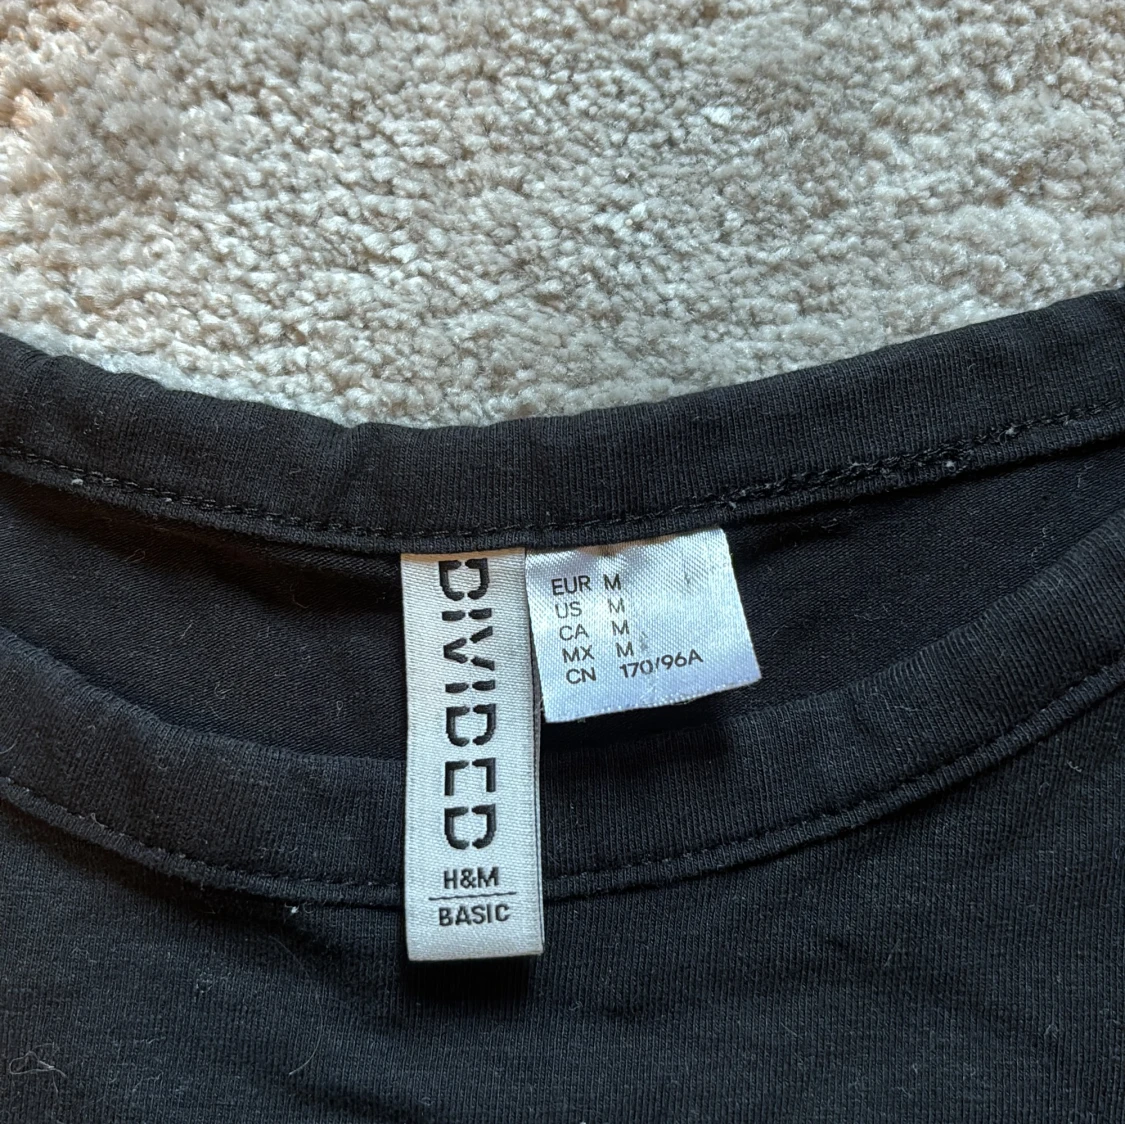 DIVIDED
H&M
BASIC
EUR M
US M
CA M
MX M
CN 170/96A